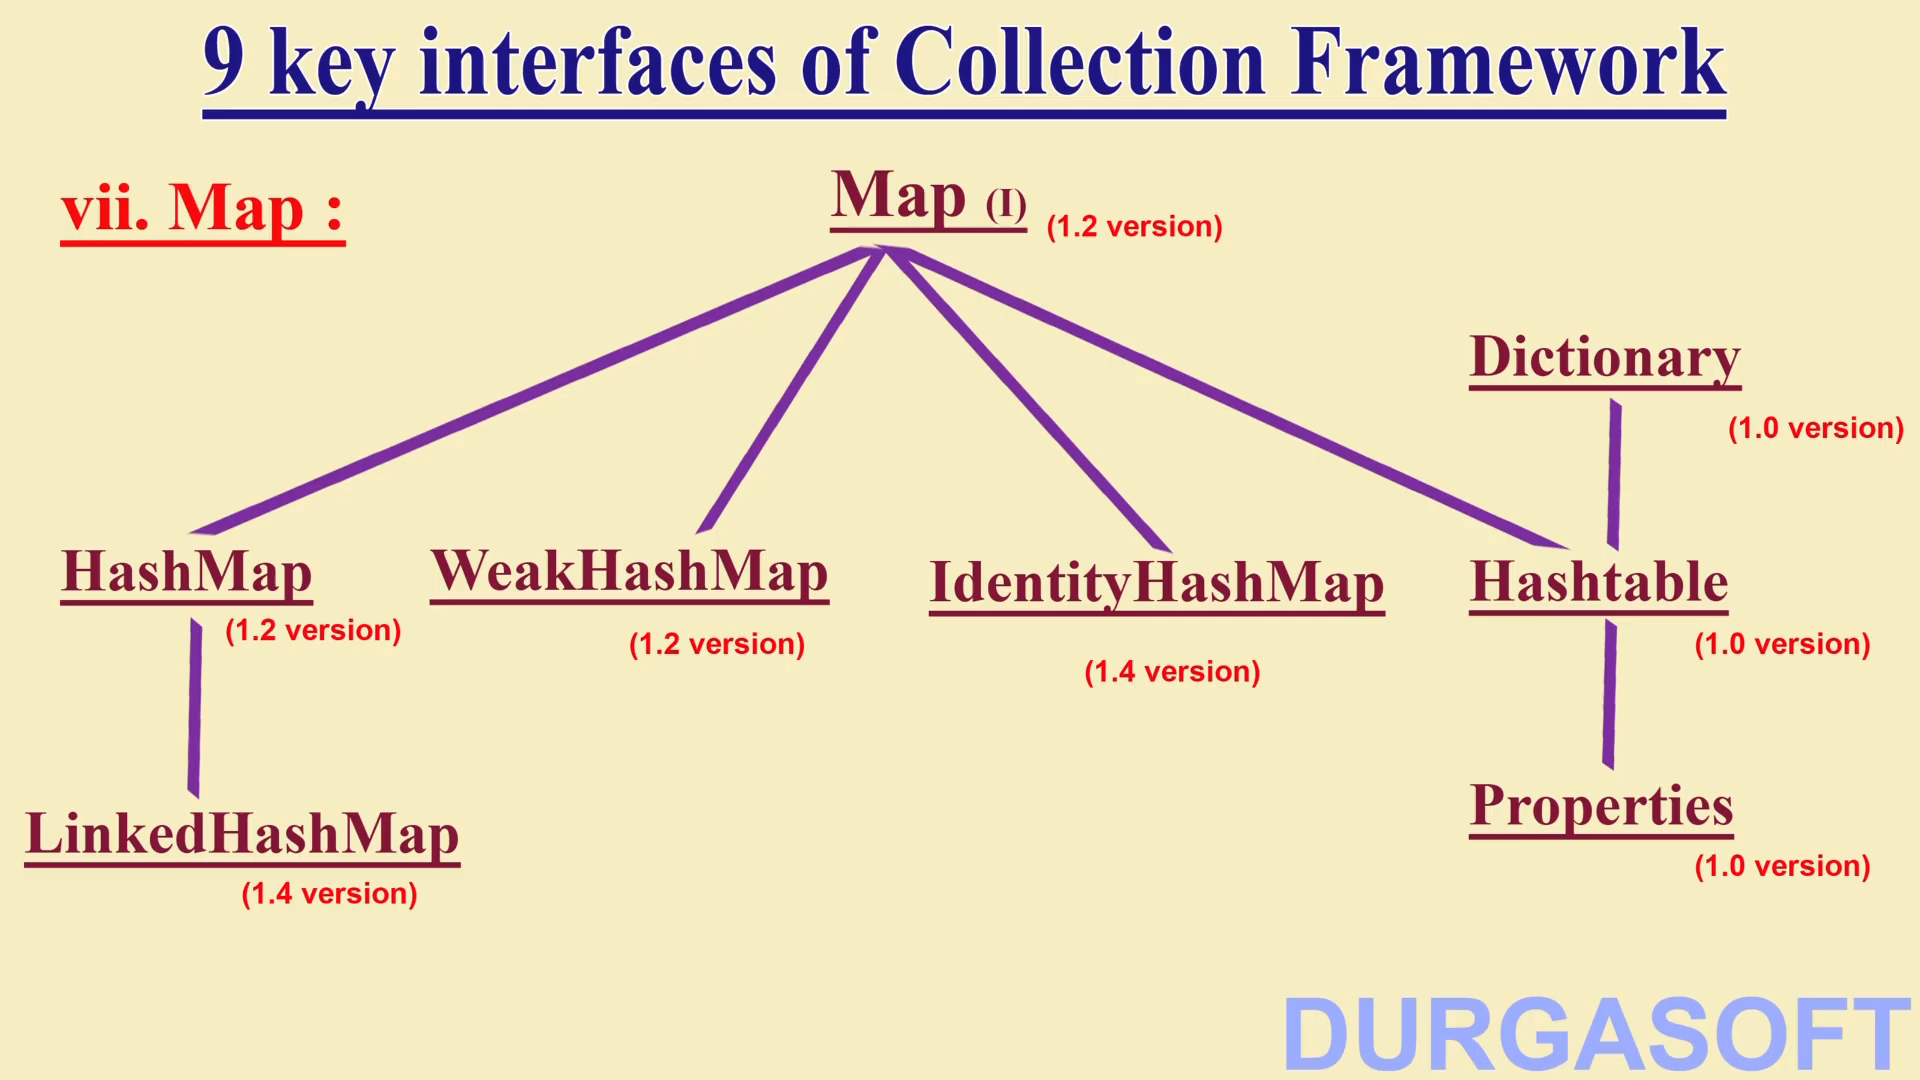 9 key interfaces of Collection Framework
vii. Map :
Map (I)
(1.2 version)
Dictionary
(1.0 version)
HashMap
(1.2 version)
WeakHashMap
(1.2 version)
IdentityHashMap
(1.4 version)
Hashtable
(1.0 version)
LinkedHashMap
(1.4 version)
Properties
(1.0 version)
DURGASOFT